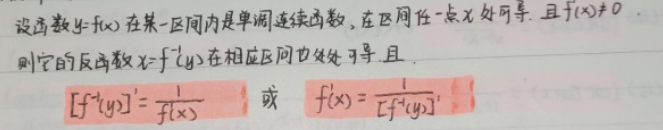 设函数y=f(x)在某一区间内是单调连续函数，在区间任一点x处可导.且f'(x)≠0
则它的反函数x=f⁻¹(y)在相应区间也处处可导且
[f⁻¹(y)]'=1/f'(x) 或 f'(x)=1/[f⁻¹(y)]'